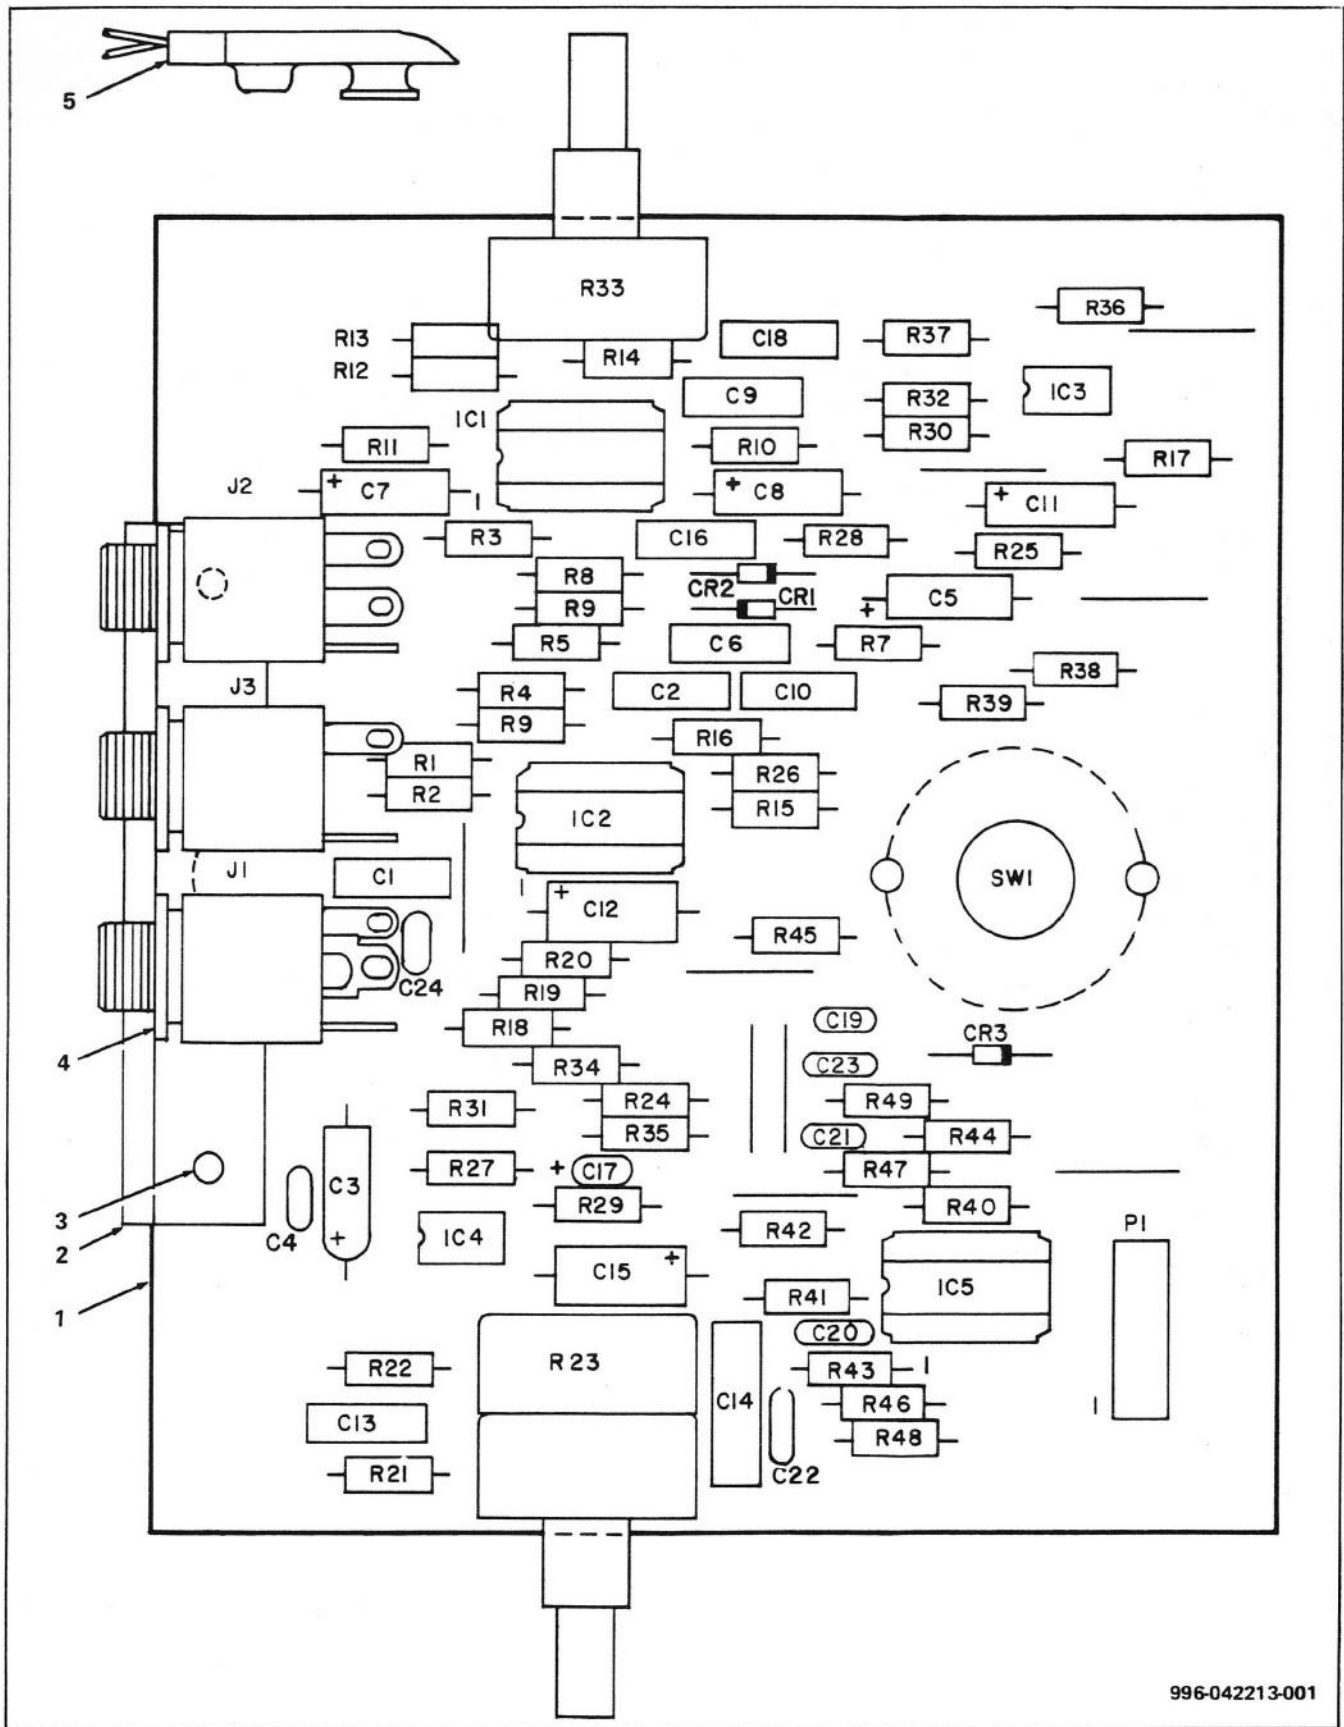 5
R33
R36
R13
R14
C18
R37
R12
C9
R32
IC3
IC1
R30
R11
R10
R17
J2
+ C7
+ C8
+ C11
I
R3
C16
R28
R25
R8
CR2
CR1
C5
R9
+
R5
C6
R7
J3
R4
C2
C10
R38
R9
R39
R16
R1
R26
R2
IC2
R15
J1
C1
SW1
I
+
C12
R45
R20
C24
R19
R18
C19
CR3
4
R34
C23
R31
R24
R49
R35
C21
R44
R27
+ C17
R47
C3
3
R29
R40
2
C4
+
IC4
R42
P1
+
C15
1
R41
IC5
C20
R23
R22
R43
I
C14
R46
I
C13
R48
R21
C22
996-042213-001